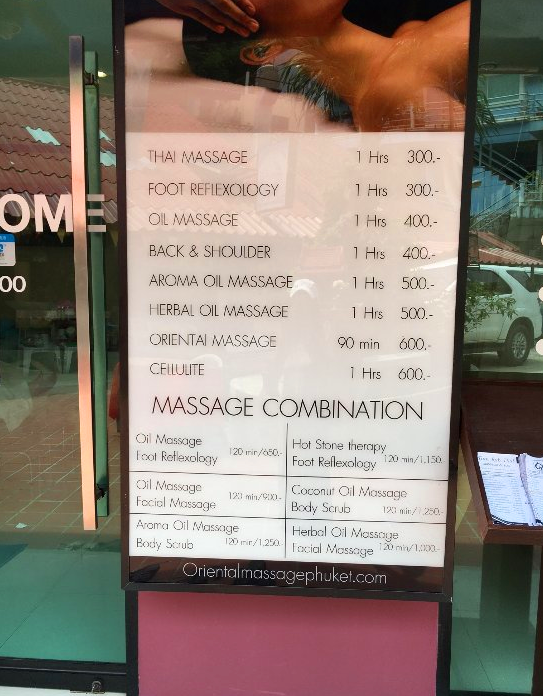 OME
00
THAI MASSAGE 1 Hrs 300.-
FOOT REFLEXOLOGY 1 Hrs 300.-
OIL MASSAGE 1 Hrs 400.-
BACK & SHOULDER 1 Hrs 400.-
AROMA OIL MASSAGE 1 Hrs 500.-
HERBAL OIL MASSAGE 1 Hrs 500.-
ORIENTAL MASSAGE 90 min 600.-
CELLULITE 1 Hrs 600.-
MASSAGE COMBINATION
Oil Massage
Foot Reflexology 120 min/650.-
Hot Stone therapy
Foot Reflexology 120 min/1,150.-
Oil Massage
Facial Massage 120 min/900.-
Coconut Oil Massage
Body Scrub 120 min/1,250.-
Aroma Oil Massage
Body Scrub 120 min/1,250.-
Herbal Oil Massage
Facial Massage 120 min/1,000.-
Orientalmassagephuket.com